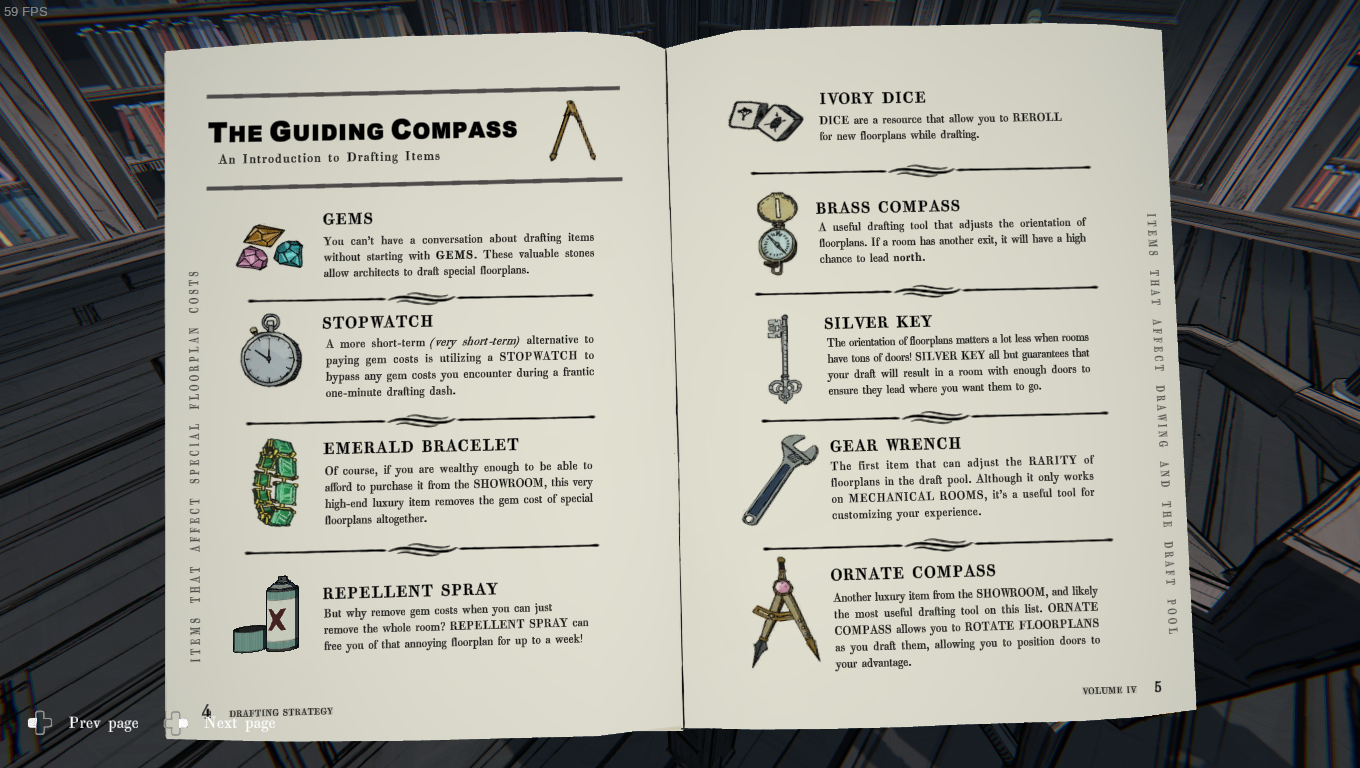 59 FPS
THE GUIDING COMPASS
An Introduction to Drafting Items
GEMS
You can't have a conversation about drafting items
without starting with GEMS. These valuable stones
allow architects to draft special floorplans.
STOPWATCH
A more short-term (very short-term) alternative to
paying gem costs is utilizing a STOPWATCH to
bypass any gem costs you encounter during a frantic
one-minute drafting dash.
EMERALD BRACELET
Of course, if you are wealthy enough to be able to
afford to purchase it from the SHOWROOM, this very
high-end luxury item removes the gem cost of special
floorplans altogether.
X
REPELLENT SPRAY
But why remove gem costs when you can just
remove the whole room? REPELLENT SPRAY can
free you of that annoying floorplan for up to a week!
ITEMS THAT AFFECT SPECIAL FLOORPLAN COSTS
4 DRAFTING STRATEGY
Prev page
Next page
IVORY DICE
DICE are a resource that allow you to REROLL
for new floorplans while drafting.
BRASS COMPASS
A useful drafting tool that adjusts the orientation of
floorplans. If a room has another exit, it will have a high
chance to lead north.
SILVER KEY
The orientation of floorplans matters a lot less when rooms
have tons of doors! SILVER KEY all but guarantees that
your draft will result in a room with enough doors to
ensure they lead where you want them to go.
GEAR WRENCH
The first item that can adjust the RARITY of
floorplans in the draft pool. Although it only works
on MECHANICAL ROOMS, it's a useful tool for
customizing your experience.
ORNATE COMPASS
Another luxury item from the SHOWROOM, and likely
the most useful drafting tool on this list. ORNATE
COMPASS allows you to ROTATE FLOORPLANS
as you draft them, allowing you to position doors to
your advantage.
ITEMS THAT AFFECT DRAWING AND THE DRAFT POOL
VOLUME IV 5